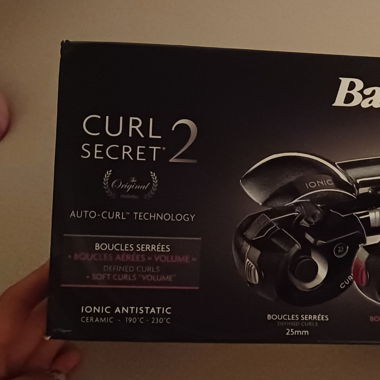 Ba
CURL
SECRET 2
The
Original
AUTO-CURL™ TECHNOLOGY
BOUCLES SERRÉES
+ BOUCLES AÉRÉES « VOLUME »
DEFINED CURLS
+ SOFT CURLS "VOLUME"
IONIC ANTISTATIC
CERAMIC ~ 190°C - 230°C
IONIC
CURL
BOUCLES SERRÉES
DEFINED CURLS
25mm